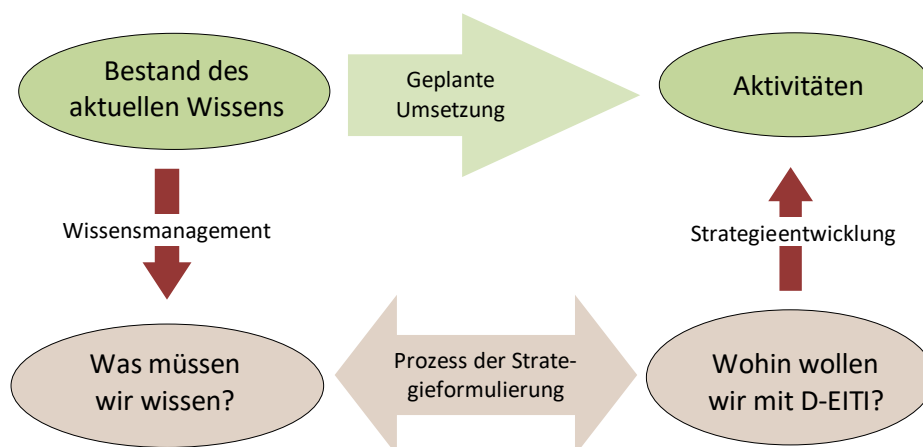 Bestand des
aktuellen Wissens
Geplante
Umsetzung
Aktivitäten
Wissensmanagement
Strategieentwicklung
Was müssen
wir wissen?
Prozess der Strate-
gieformulierung
Wohin wollen
wir mit D-EITI?